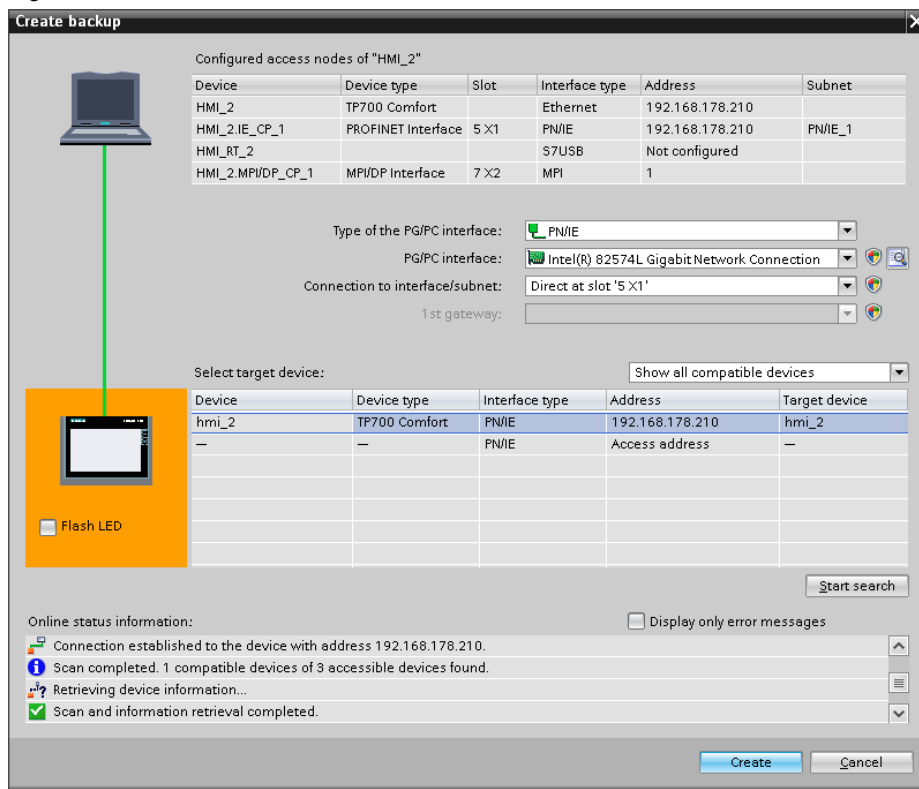 Create backup
Configured access nodes of "HMI_2"
Device Device type Slot Interface type Address Subnet
HMI_2 TP700 Comfort Ethernet 192.168.178.210
HMI_2.IE_CP_1 PROFINET Interface 5 X1 PN/IE 192.168.178.210 PN/IE_1
HMI_RT_2 S7USB Not configured
HMI_2.MPI/DP_CP_1 MPI/DP Interface 7 X2 MPI 1
Type of the PG/PC interface: PN/IE
PG/PC interface: Intel(R) 82574L Gigabit Network Connection
Connection to interface/subnet: Direct at slot '5 X1'
1st gateway:
Select target device: Show all compatible devices
Device Device type Interface type Address Target device
hmi_2 TP700 Comfort PN/IE 192.168.178.210 hmi_2
— — PN/IE Access address —
Flash LED
Start search
Online status information: Display only error messages
Connection established to the device with address 192.168.178.210.
Scan completed. 1 compatible devices of 3 accessible devices found.
Retrieving device information...
Scan and information retrieval completed.
Create Cancel